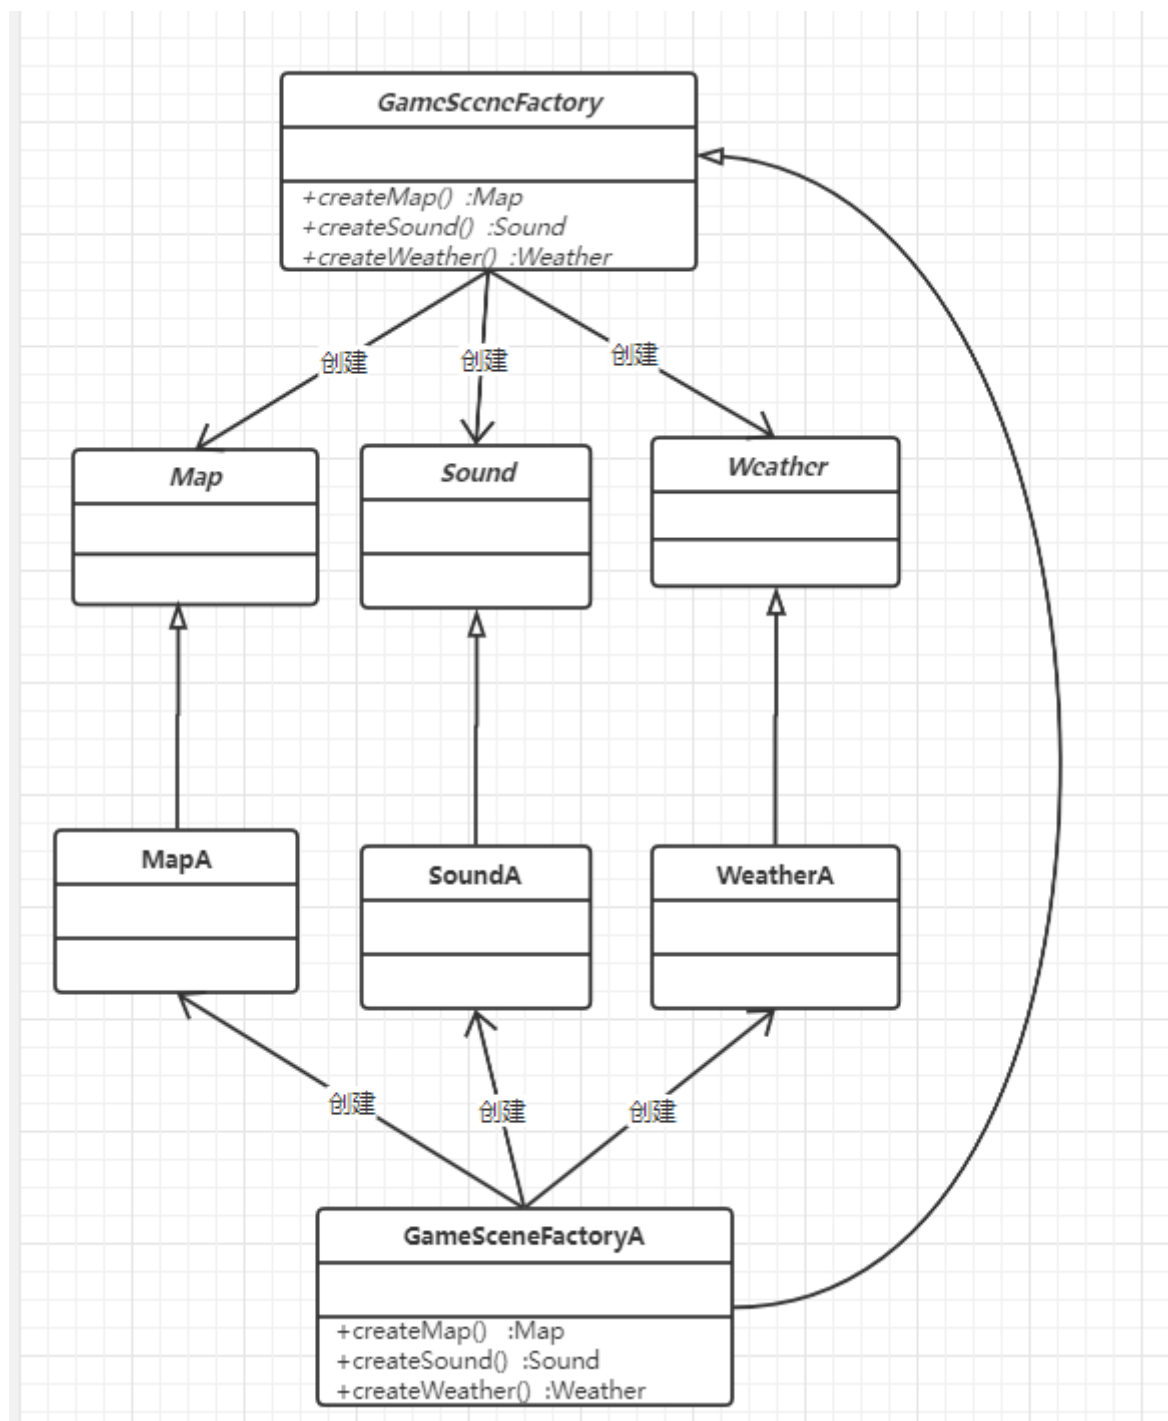 GameSceneFactory
+createMap() :Map
+createSound() :Sound
+createWeather() :Weather
创建
创建
创建
Map
Sound
Weather
MapA
SoundA
WeatherA
创建
创建
创建
GameSceneFactoryA
+createMap() :Map
+createSound() :Sound
+createWeather() :Weather